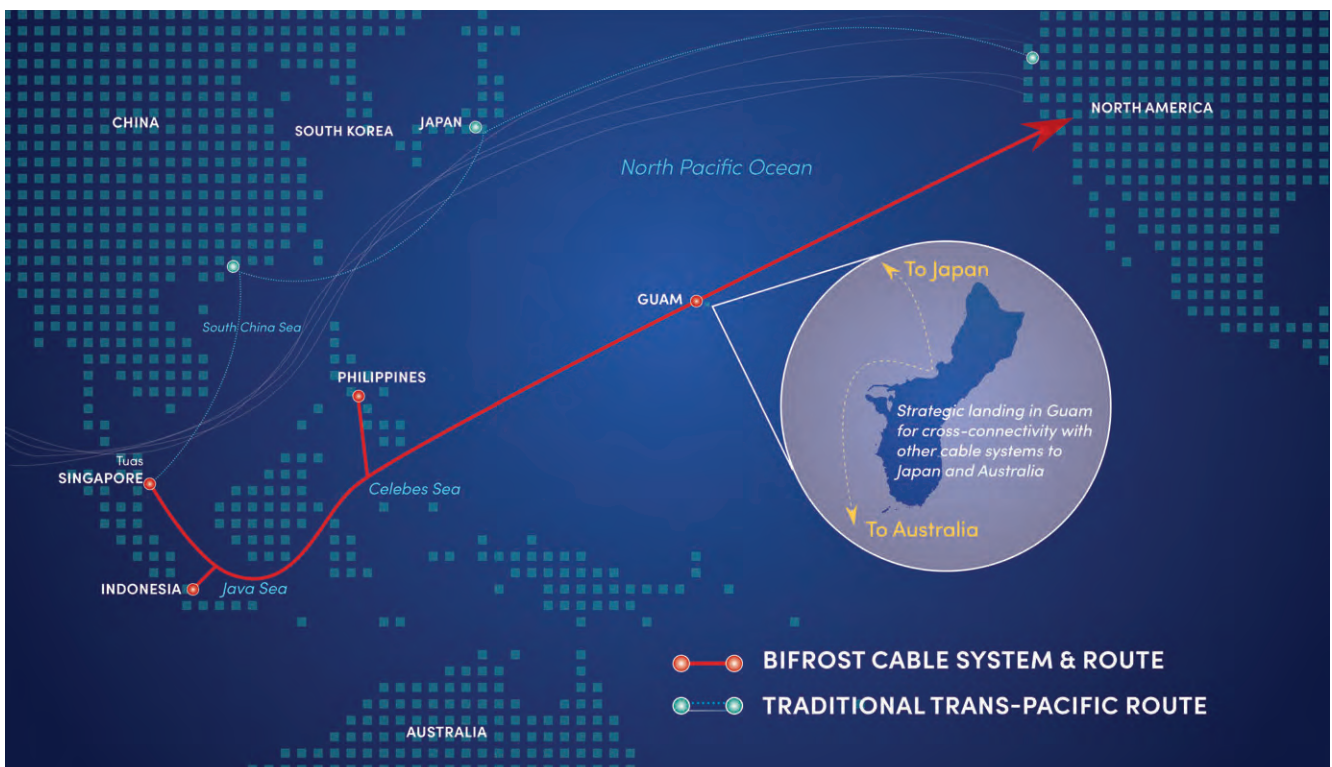 CHINA
SOUTH KOREA
JAPAN
NORTH AMERICA
North Pacific Ocean
To Japan
GUAM
South China Sea
PHILIPPINES
Strategic landing in Guam
for cross-connectivity with
other cable systems to
Japan and Australia
Tuas
SINGAPORE
Celebes Sea
To Australia
INDONESIA
Java Sea
BIFROST CABLE SYSTEM & ROUTE
TRADITIONAL TRANS-PACIFIC ROUTE
AUSTRALIA